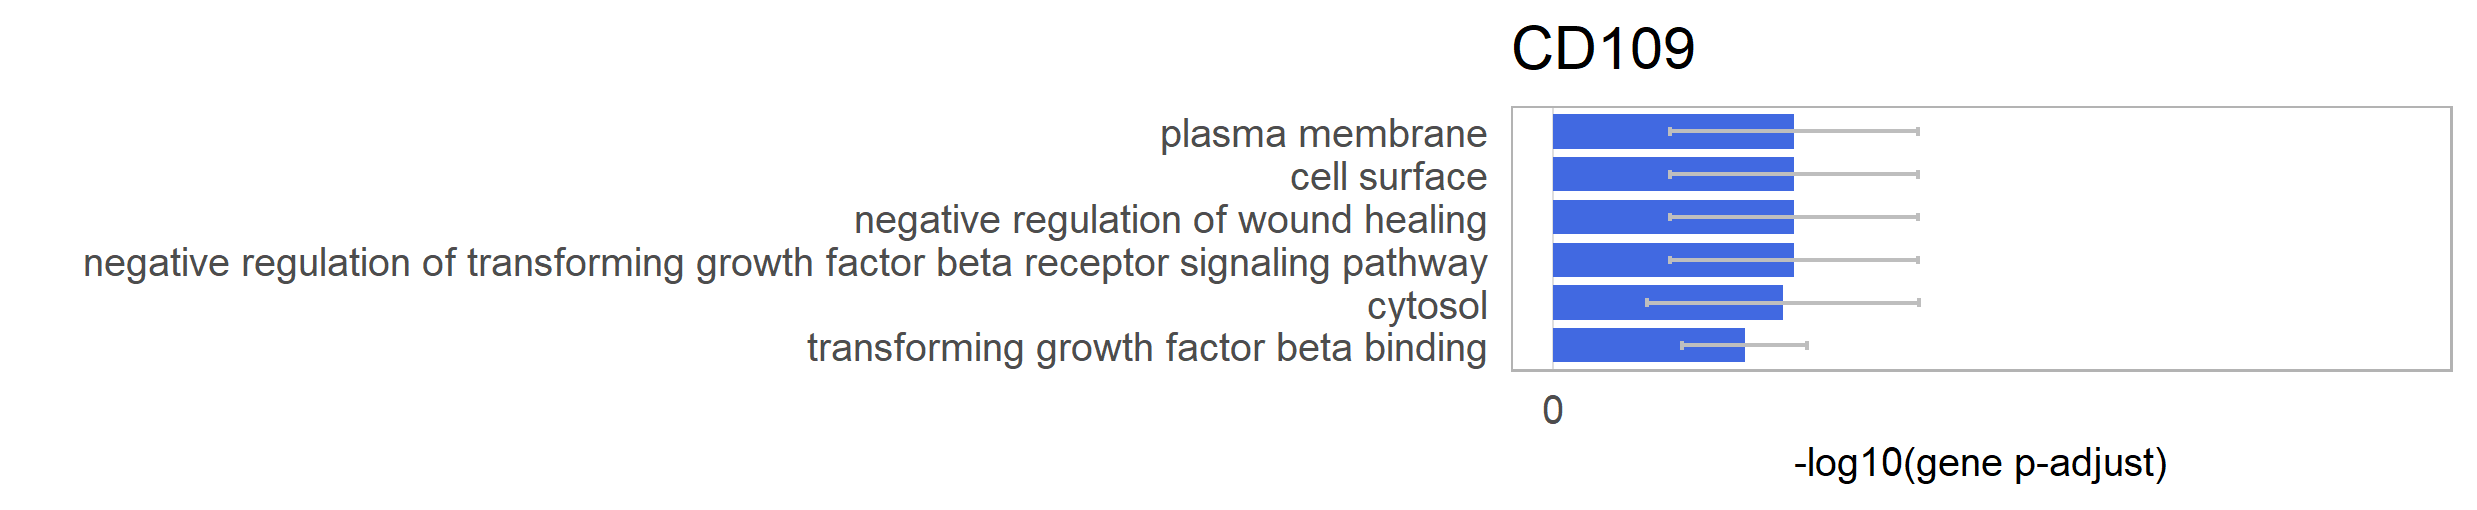 CD109
plasma membrane
cell surface
negative regulation of wound healing
negative regulation of transforming growth factor beta receptor signaling pathway
cytosol
transforming growth factor beta binding
0
-log10(gene p-adjust)